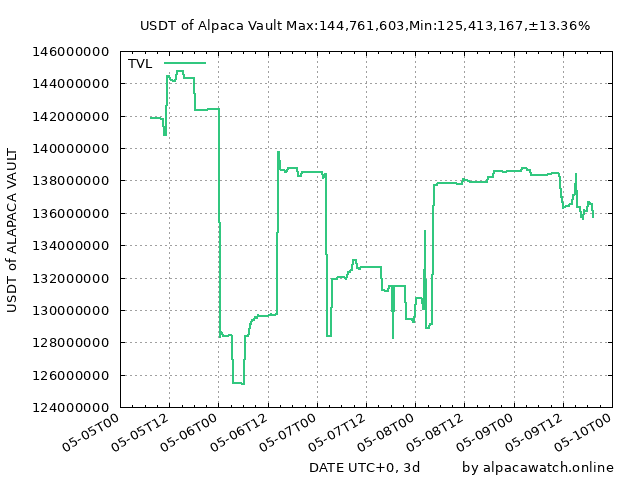 USDT of Alpaca Vault Max:144,761,603,Min:125,413,167,±13.36%
TVL
USDT of ALAPACA VAULT
146000000
144000000
142000000
140000000
138000000
136000000
134000000
132000000
130000000
128000000
126000000
124000000
05-05T00
05-05T12
05-06T00
05-06T12
05-07T00
05-07T12
05-08T00
05-08T12
05-09T00
05-09T12
05-10T00
DATE UTC+0, 3d
by alpacawatch.online